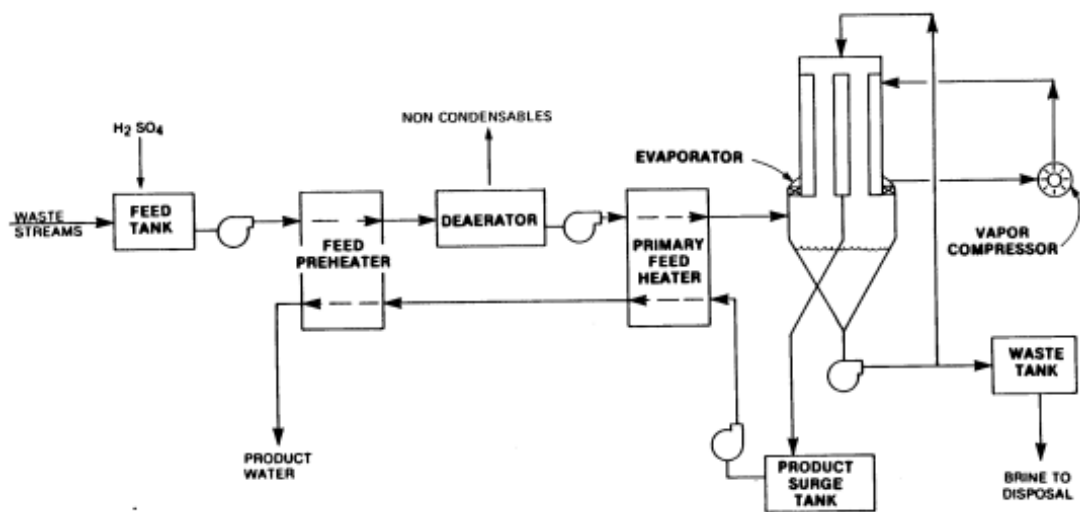 H₂ SO₄
WASTE
STREAMS
FEED
TANK
FEED
PREHEATER
NON CONDENSABLES
DEAERATOR
PRIMARY
FEED
HEATER
EVAPORATOR
VAPOR
COMPRESSOR
WASTE
TANK
BRINE TO
DISPOSAL
PRODUCT
SURGE
TANK
PRODUCT
WATER